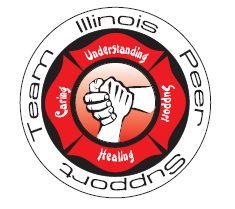 Illinois Peer Support Team
Understanding
Caring
Support
Healing